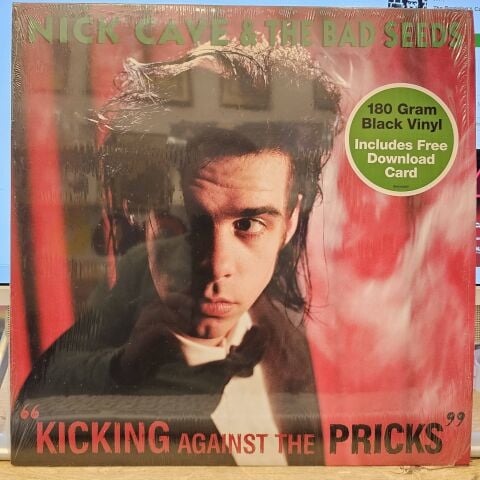 NICK CAVE & THE BAD SEEDS
180 Gram
Black Vinyl
Includes Free
Download
Card
"KICKING AGAINST THE PRICKS"